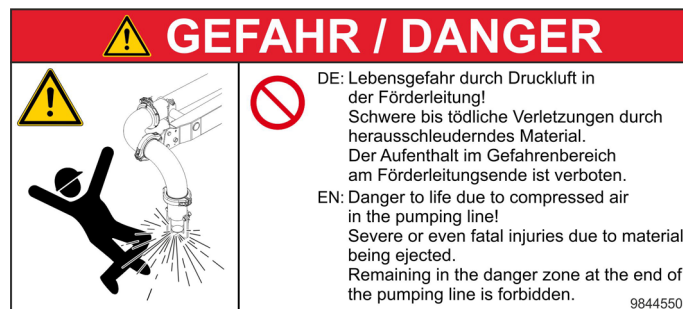 GEFAHR / DANGER
DE: Lebensgefahr durch Druckluft in
der Förderleitung!
Schwere bis tödliche Verletzungen durch
herausschleuderndes Material.
Der Aufenthalt im Gefahrenbereich
am Förderleitungsende ist verboten.
EN: Danger to life due to compressed air
in the pumping line!
Severe or even fatal injuries due to material
being ejected.
Remaining in the danger zone at the end of
the pumping line is forbidden.
9844550